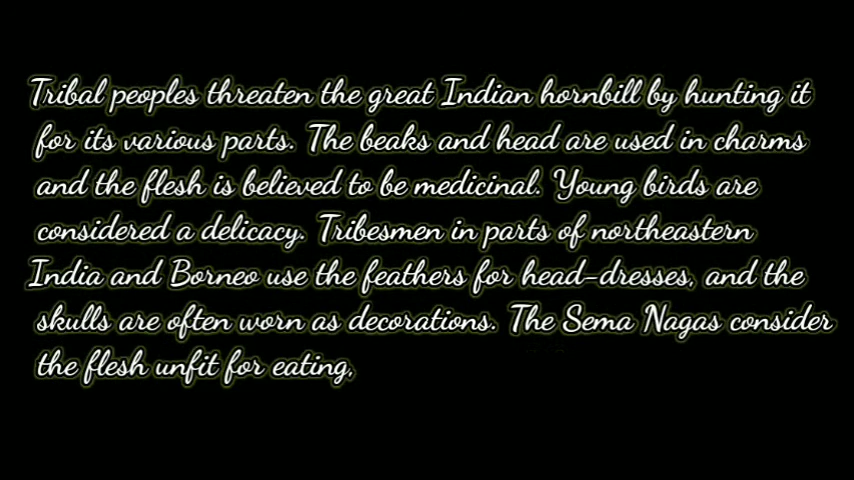 Tribal peoples threaten the great Indian hornbill by hunting it
for its various parts. The beaks and head are used in charms
and the flesh is believed to be medicinal. Young birds are
considered a delicacy. Tribesmen in parts of northeastern
India and Borneo use the feathers for head-dresses, and the
skulls are often worn as decorations. The Sema Nagas consider
the flesh unfit for eating,